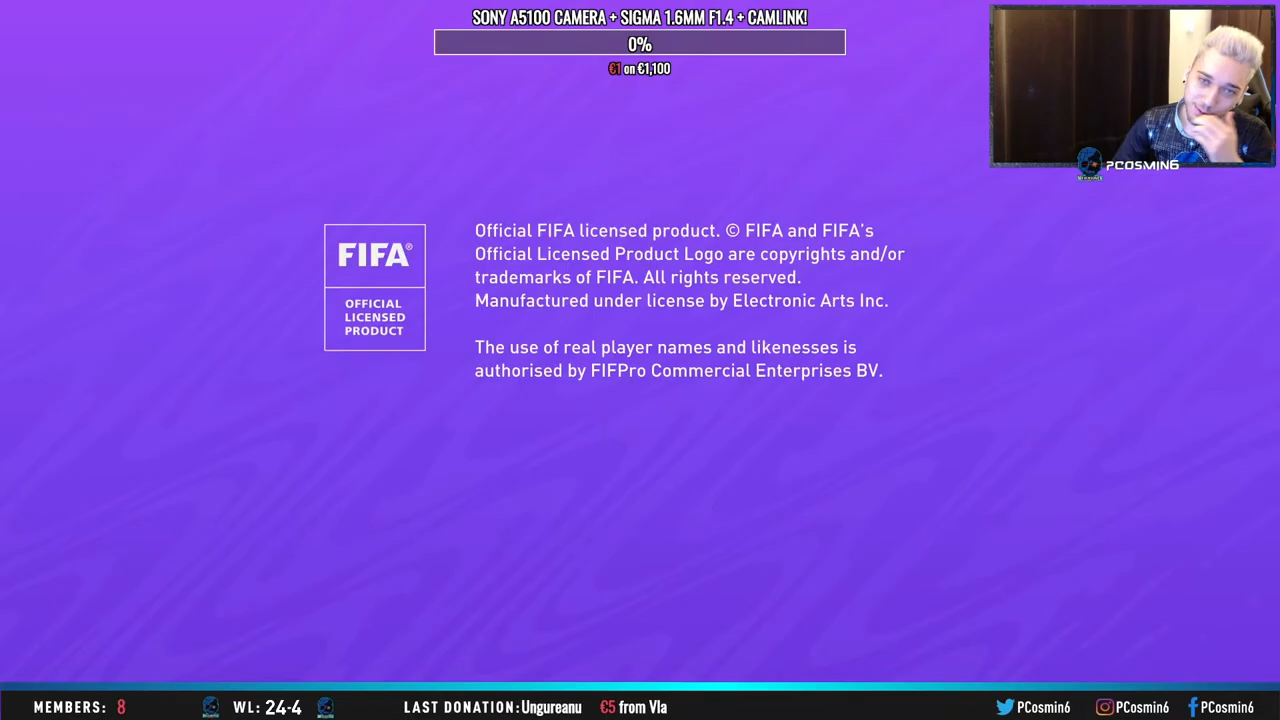 SONY A5100 CAMERA + SIGMA 1.6MM F1.4 + CAMLINK!
0%
€1 on €1,100
PCOSMIN6
FIFA®
OFFICIAL
LICENSED
PRODUCT
Official FIFA licensed product. © FIFA and FIFA's
Official Licensed Product Logo are copyrights and/or
trademarks of FIFA. All rights reserved.
Manufactured under license by Electronic Arts Inc.
The use of real player names and likenesses is
authorised by FIFPro Commercial Enterprises BV.
MEMBERS: 8 WL: 24-4 LAST DONATION: Ungureanu €5 from Vla PCosmin6 PCosmin6 PCosmin6